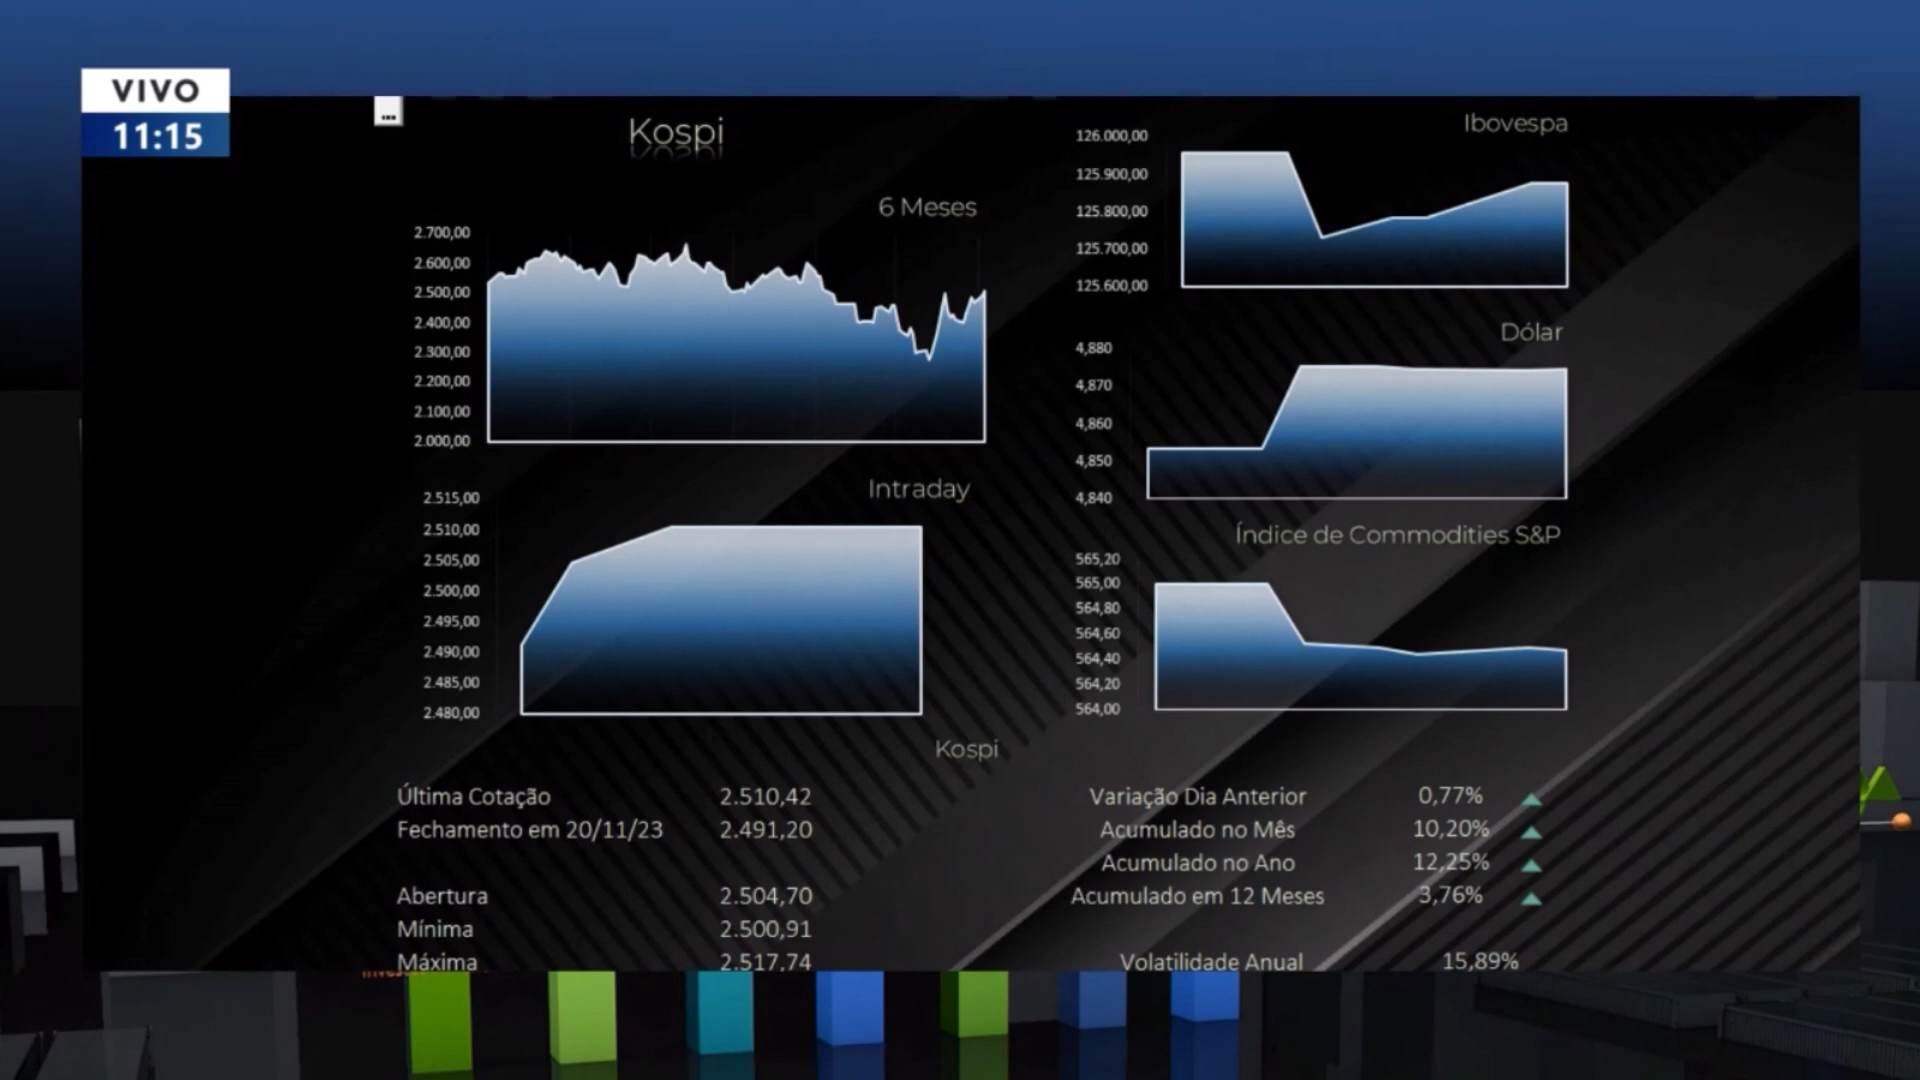 VIVO
11:15
...
Kospi
6 Meses
2.700,00
2.600,00
2.500,00
2.400,00
2.300,00
2.200,00
2.100,00
2.000,00
Intraday
2.515,00
2.510,00
2.505,00
2.500,00
2.495,00
2.490,00
2.485,00
2.480,00
Ibovespa
126.000,00
125.900,00
125.800,00
125.700,00
125.600,00
Dólar
4,880
4,870
4,860
4,850
4,840
Índice de Commodities S&P
565,20
565,00
564,80
564,60
564,40
564,20
564,00
Kospi
Última Cotação 2.510,42
Fechamento em 20/11/23 2.491,20
Abertura 2.504,70
Mínima 2.500,91
Máxima 2.517,74
Variação Dia Anterior 0,77%
Acumulado no Mês 10,20%
Acumulado no Ano 12,25%
Acumulado em 12 Meses 3,76%
Volatilidade Anual 15,89%